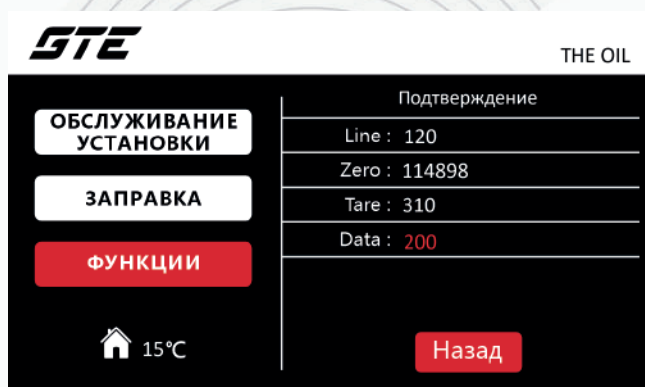 GTE
THE OIL
ОБСЛУЖИВАНИЕ
УСТАНОВКИ
ЗАПРАВКА
ФУНКЦИИ
15℃
Подтверждение
Line : 120
Zero : 114898
Tare : 310
Data : 200
Назад